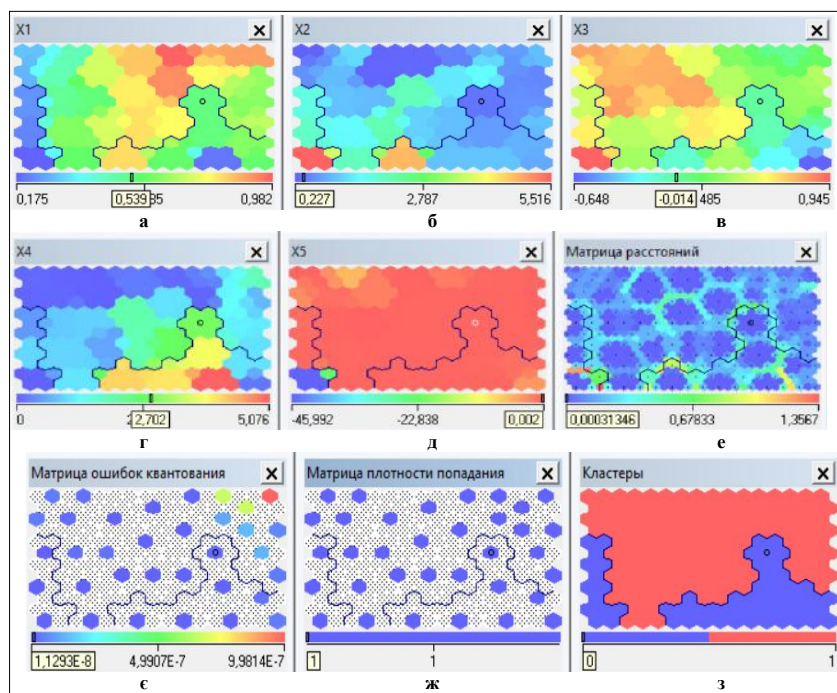 X1
X2
X3
0,175 0,539 35 0,982
0,227 2,787 5,516
-0,648 -0,014 485 0,945
а б в
X4
X5
Матрица расстояний
0 2,702 5,076
-45,992 -22,838 0,002
0,00031346 0,67833 1,3567
г д е
Матрица ошибок квантования
Матрица плотности попадания
Кластеры
1,1293E-8 4,9907E-7 9,9814E-7
1 1
0 1
є ж з